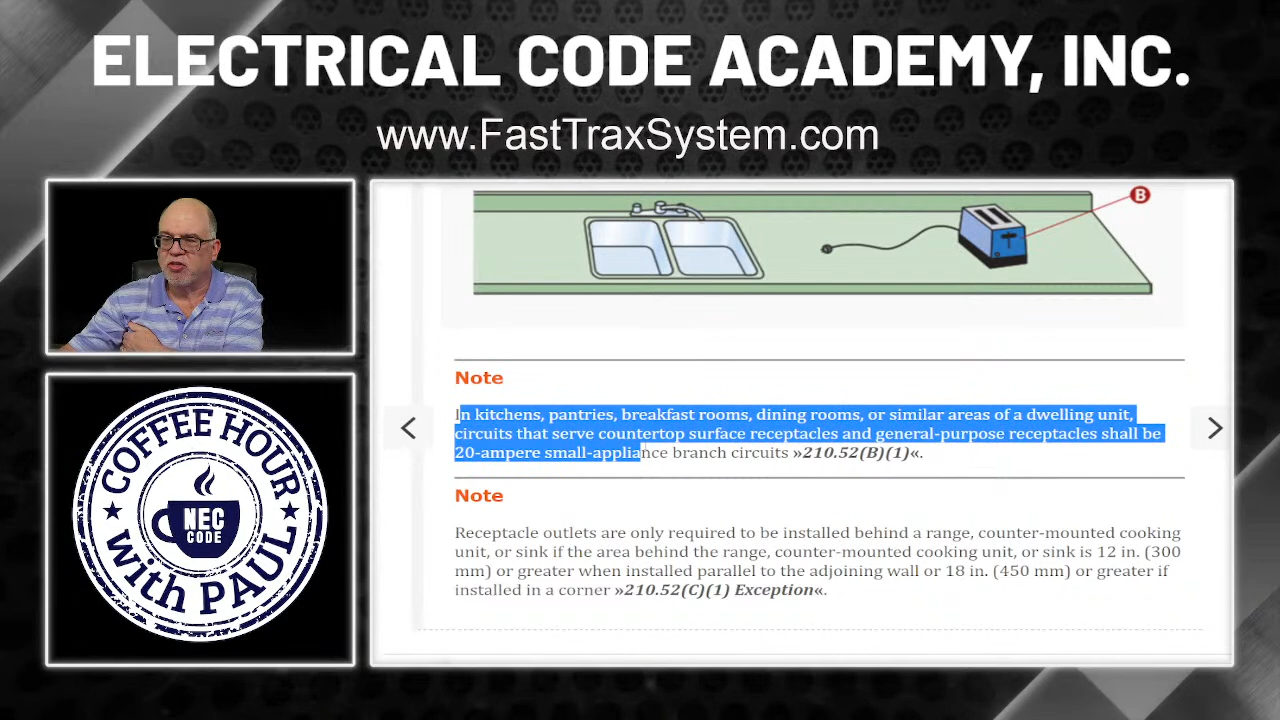 ELECTRICAL CODE ACADEMY, INC.
www.FastTraxSystem.com
B
Note
In kitchens, pantries, breakfast rooms, dining rooms, or similar areas of a dwelling unit,
circuits that serve countertop surface receptacles and general-purpose receptacles shall be
20-ampere small-appliance branch circuits »210.52(B)(1)«.
Note
Receptacle outlets are only required to be installed behind a range, counter-mounted cooking
unit, or sink if the area behind the range, counter-mounted cooking unit, or sink is 12 in. (300
mm) or greater when installed parallel to the adjoining wall or 18 in. (450 mm) or greater if
installed in a corner »210.52(C)(1) Exception«.
COFFEE HOUR
NEC
CODE
with PAUL